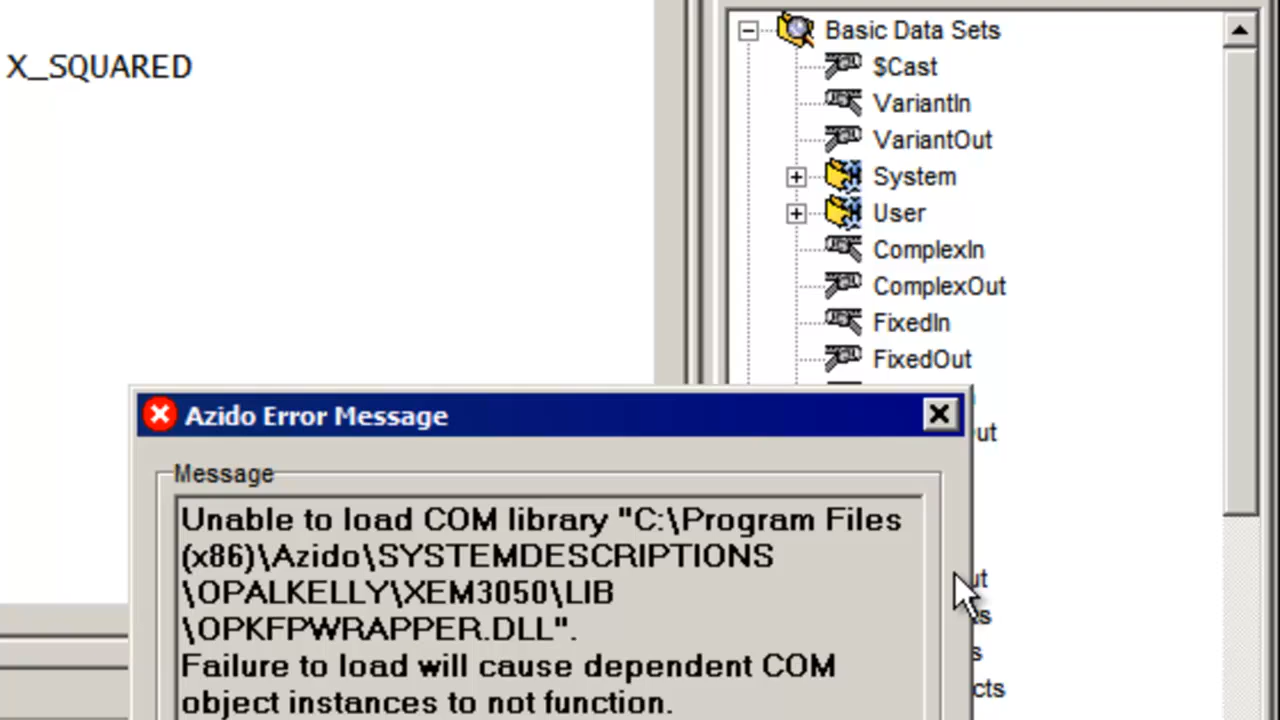 X_SQUARED
Basic Data Sets
$Cast
VariantIn
VariantOut
System
User
ComplexIn
ComplexOut
FixedIn
FixedOut
Azido Error Message
Message
Unable to load COM library "C:\Program Files
(x86)\Azido\SYSTEMDESCRIPTIONS
\OPALKELLY\XEM3050\LIB
\OPKFPWRAPPER.DLL".
Failure to load will cause dependent COM
object instances to not function.